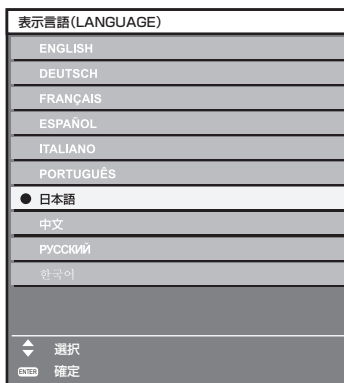 表示言語(LANGUAGE)
ENGLISH
DEUTSCH
FRANÇAIS
ESPAÑOL
ITALIANO
PORTUGUÊS
日本語
中文
РУССКИЙ
한국어
選択
ENTER 確定